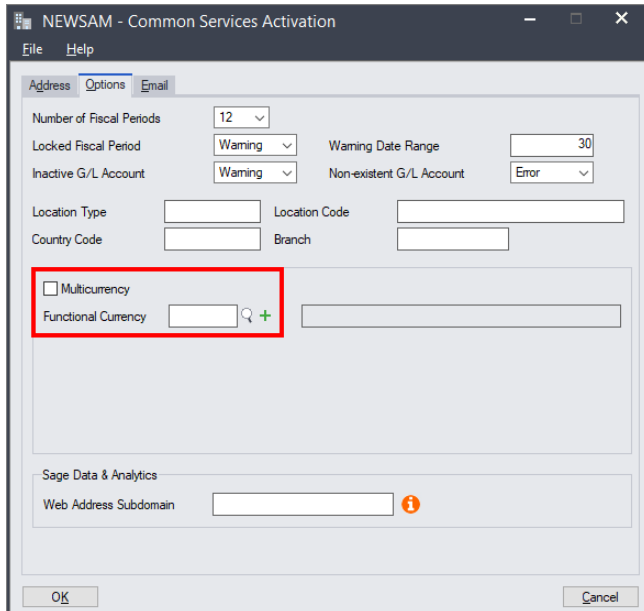 NEWSAM - Common Services Activation
File Help
Address Options Email
Number of Fiscal Periods 12
Locked Fiscal Period Warning Warning Date Range 30
Inactive G/L Account Warning Non-existent G/L Account Error
Location Type Location Code
Country Code Branch
Multicurrency
Functional Currency
Sage Data & Analytics
Web Address Subdomain
OK Cancel